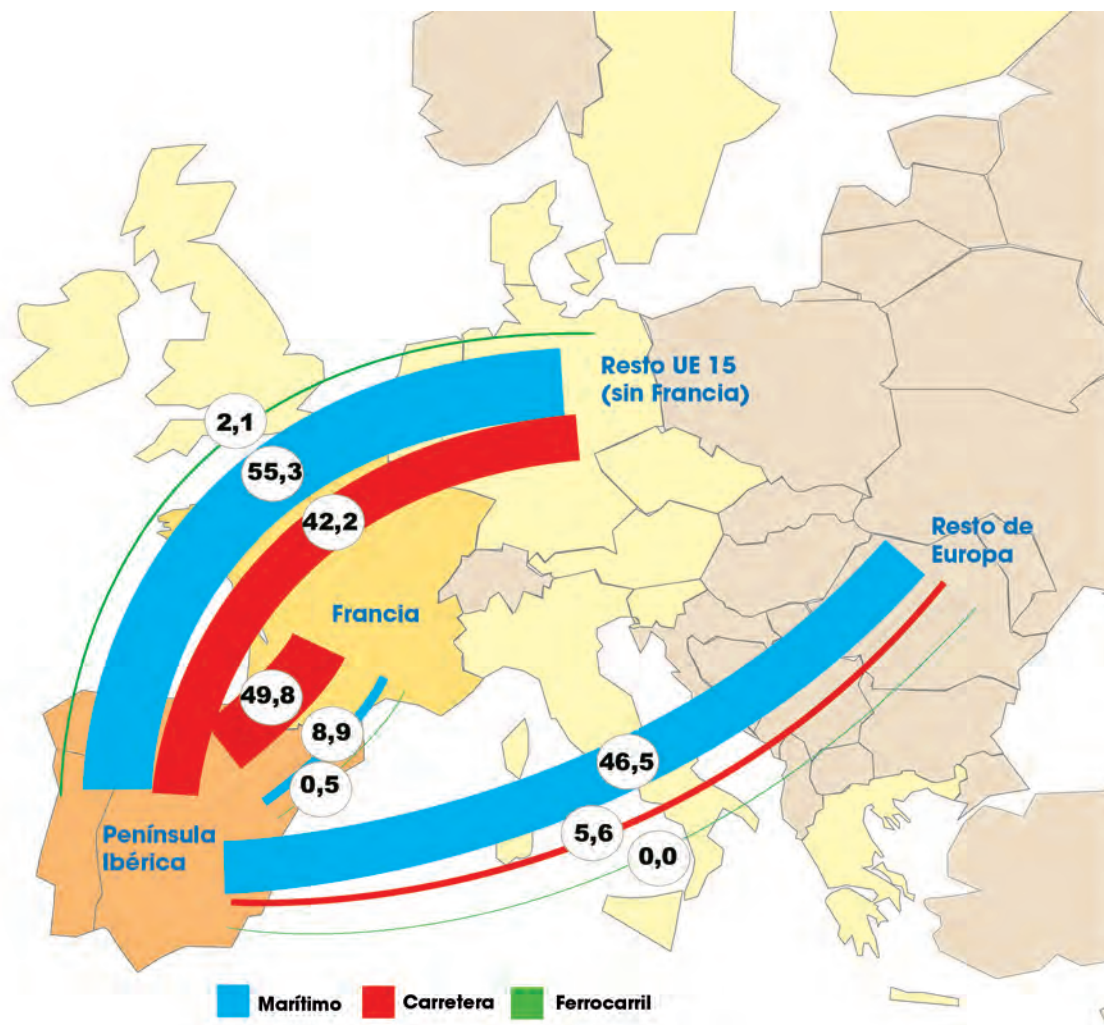 Resto UE 15
(sin Francia)
2,1
55,3
42,2
Resto de
Europa
Francia
49,8
8,9
0,5
46,5
5,6
0,0
Península
Ibérica
Marítimo
Carretera
Ferrocarril